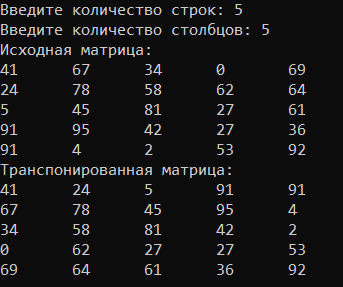 Введите количество строк: 5
Введите количество столбцов: 5
Исходная матрица:
41 67 34 0 69
24 78 58 62 64
5 45 81 27 61
91 95 42 27 36
91 4 2 53 92
Транспонированная матрица:
41 24 5 91 91
67 78 45 95 4
34 58 81 42 2
0 62 27 27 53
69 64 61 36 92